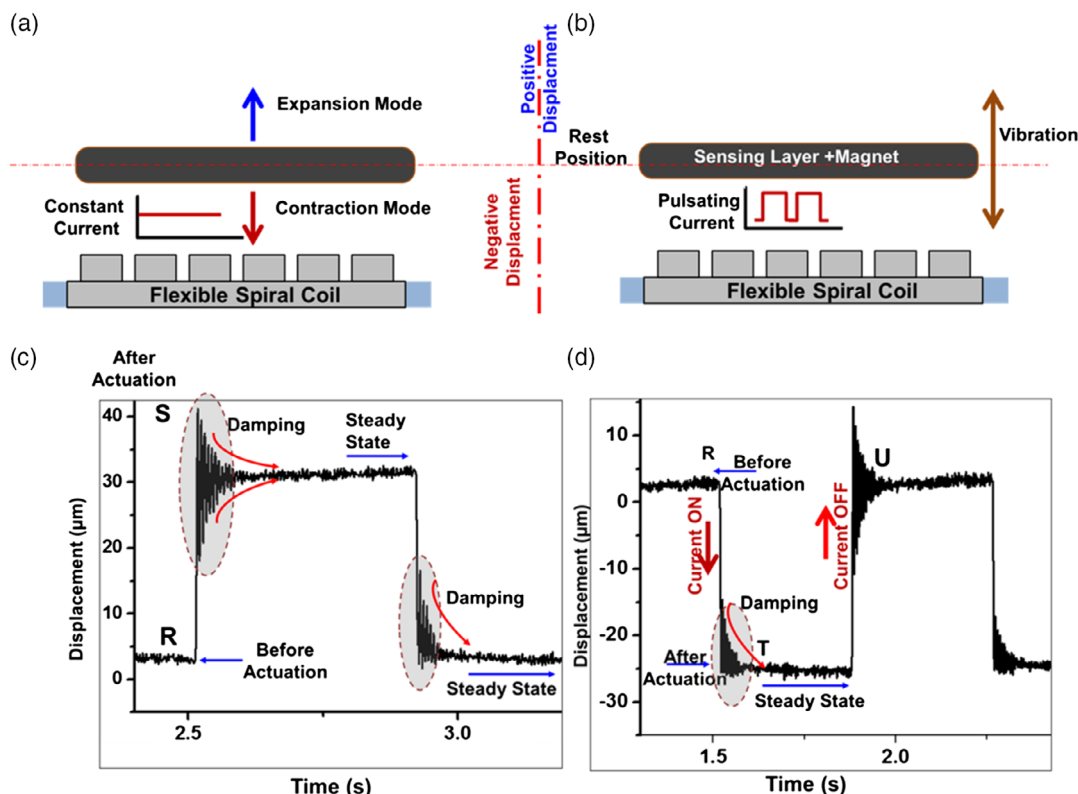 (a)
Expansion Mode
Constant
Current
Contraction Mode
Flexible Spiral Coil
Positive
Displacment
Negative
Displacment
(b)
Rest
Position
Sensing Layer +Magnet
Vibration
Pulsating
Current
Flexible Spiral Coil
(c)
After
Actuation
S
Damping
Steady
State
Damping
R
Before
Actuation
Steady State
Displacement (µm)
40
30
20
10
0
2.5
3.0
Time (s)
(d)
R
Before
Actuation
U
Current ON
Current OFF
Damping
T
After
Actuation
Steady State
Displacement (µm)
10
0
-10
-20
-30
1.5
2.0
Time (s)